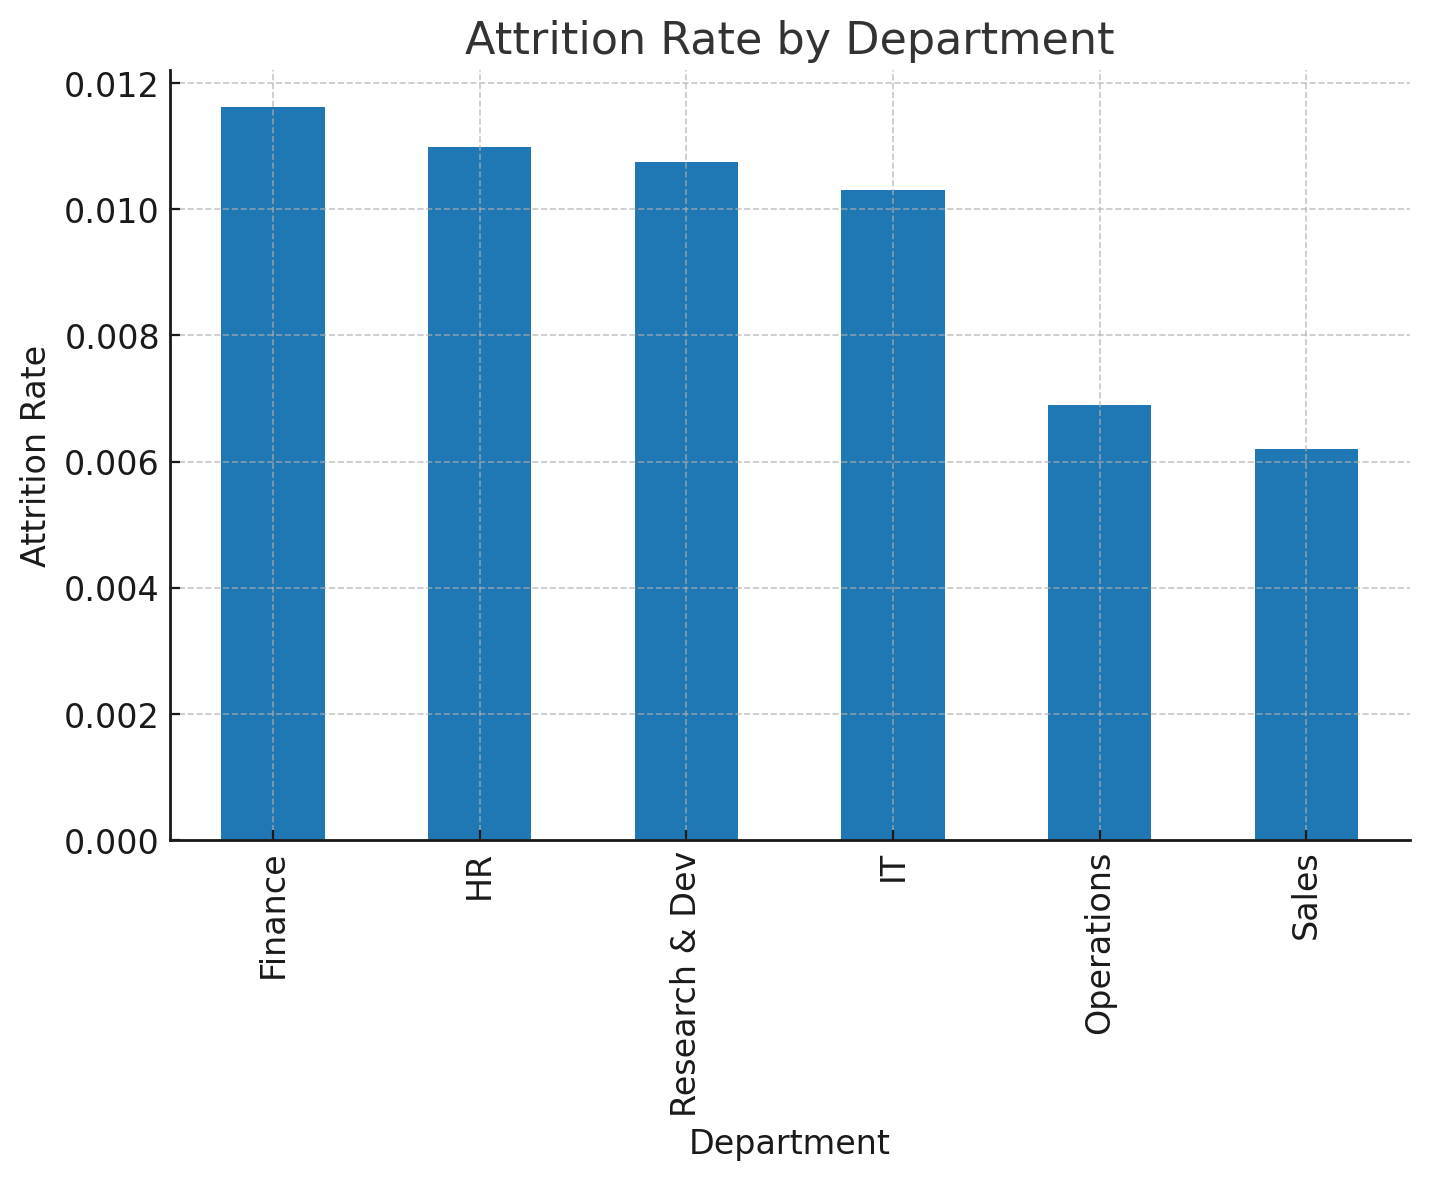 Attrition Rate by Department
0.012
0.010
0.008
0.006
0.004
0.002
0.000
Attrition Rate
Finance
HR
Research & Dev
IT
Operations
Sales
Department